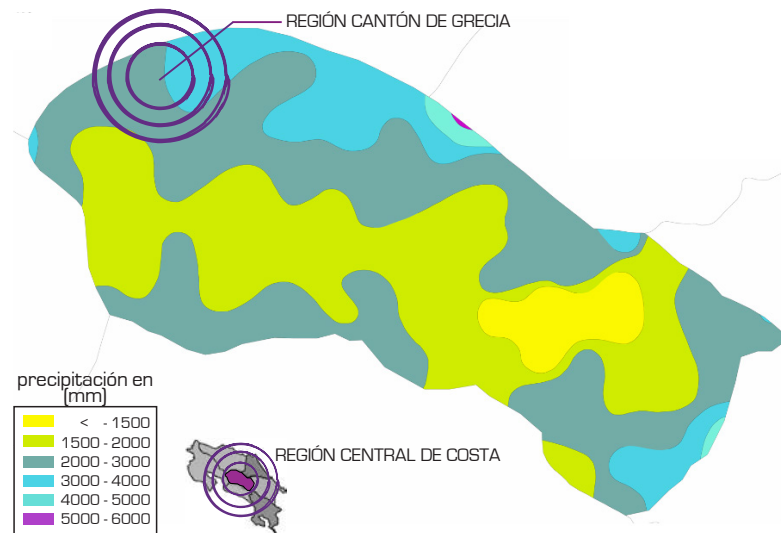 REGIÓN CANTÓN DE GRECIA
precipitación en
(mm)
< - 1500
1500 - 2000
2000 - 3000
3000 - 4000
4000 - 5000
5000 - 6000
REGIÓN CENTRAL DE COSTA